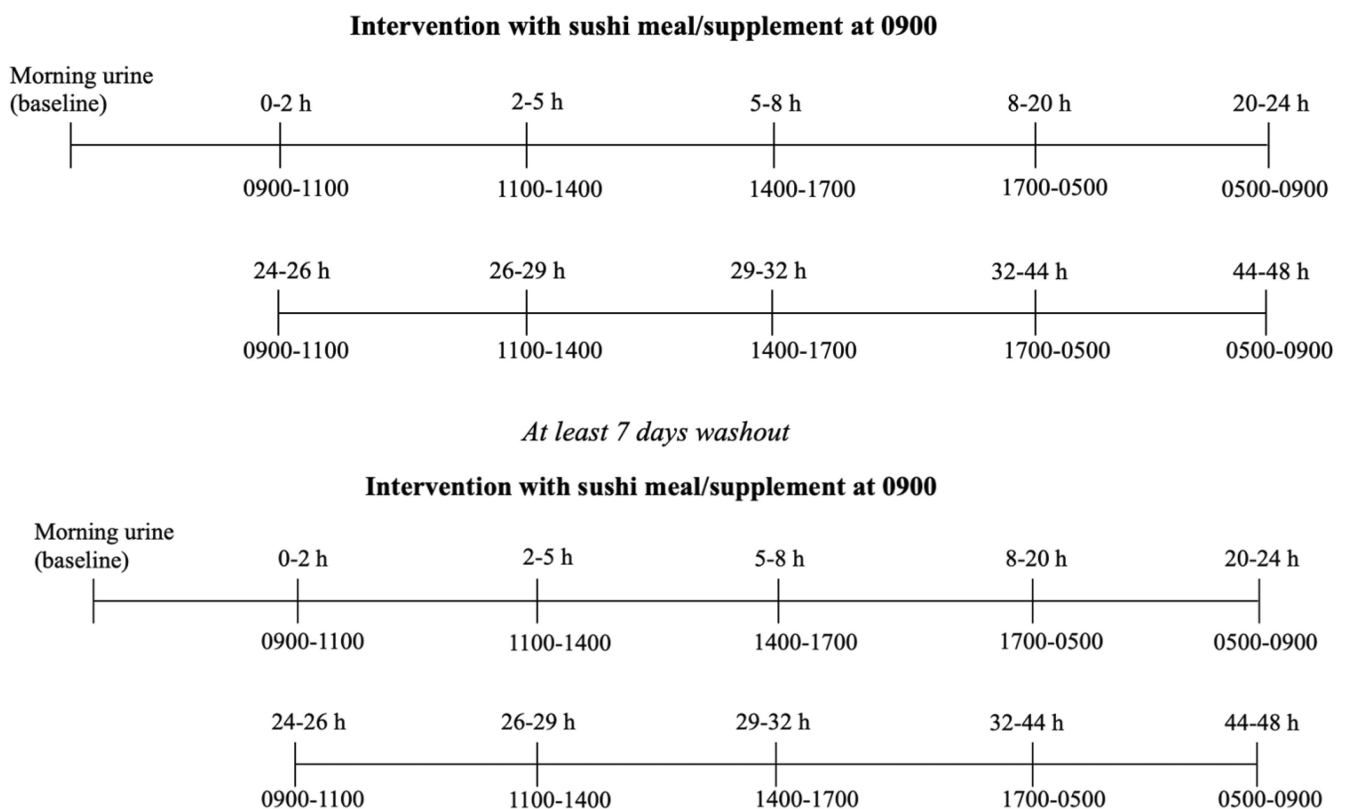 Intervention with sushi meal/supplement at 0900
Morning urine
(baseline)
0-2 h
2-5 h
5-8 h
8-20 h
20-24 h
0900-1100
1100-1400
1400-1700
1700-0500
0500-0900
24-26 h
26-29 h
29-32 h
32-44 h
44-48 h
0900-1100
1100-1400
1400-1700
1700-0500
0500-0900
At least 7 days washout
Intervention with sushi meal/supplement at 0900
Morning urine
(baseline)
0-2 h
2-5 h
5-8 h
8-20 h
20-24 h
0900-1100
1100-1400
1400-1700
1700-0500
0500-0900
24-26 h
26-29 h
29-32 h
32-44 h
44-48 h
0900-1100
1100-1400
1400-1700
1700-0500
0500-0900